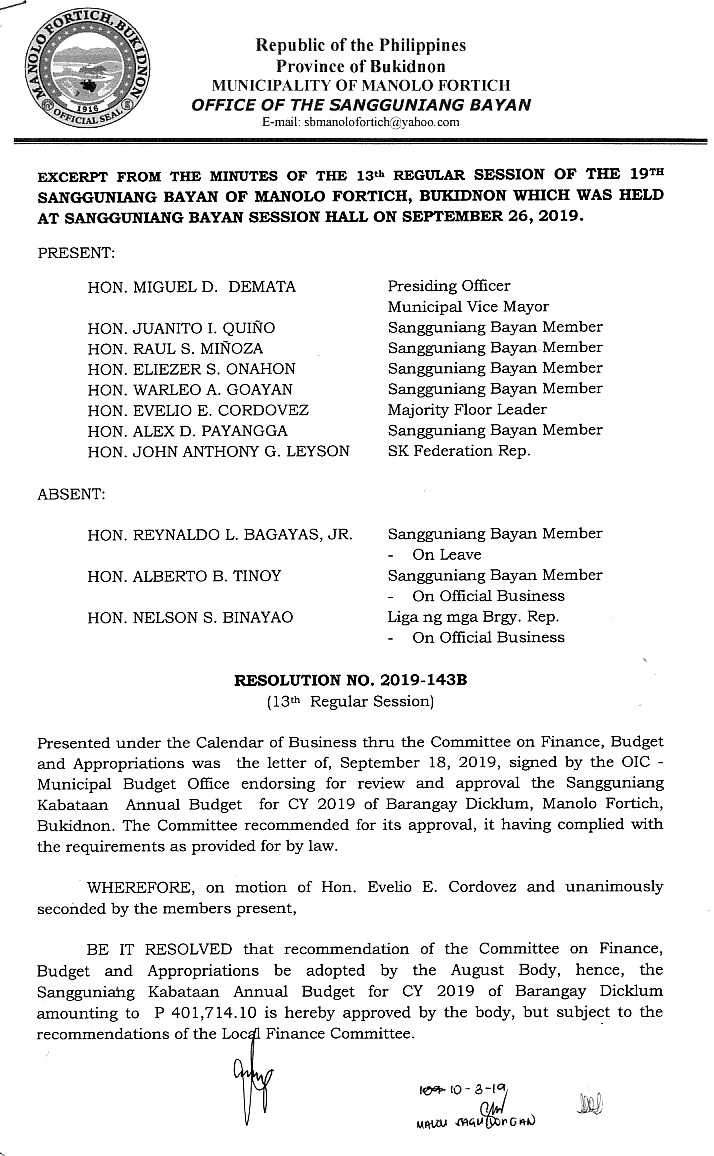 MANOLO FORTICH, BUKIDNON
1916
OFFICIAL SEAL
Republic of the Philippines
Province of Bukidnon
MUNICIPALITY OF MANOLO FORTICH
OFFICE OF THE SANGGUNIANG BAYAN
E-mail: sbmanolofortich@yahoo.com
EXCERPT FROM THE MINUTES OF THE 13th REGULAR SESSION OF THE 19TH
SANGGUNIANG BAYAN OF MANOLO FORTICH, BUKIDNON WHICH WAS HELD
AT SANGGUNIANG BAYAN SESSION HALL ON SEPTEMBER 26, 2019.
PRESENT:
HON. MIGUEL D. DEMATA Presiding Officer
Municipal Vice Mayor
HON. JUANITO I. QUIÑO Sangguniang Bayan Member
HON. RAUL S. MIÑOZA Sangguniang Bayan Member
HON. ELIEZER S. ONAHON Sangguniang Bayan Member
HON. WARLEO A. GOAYAN Sangguniang Bayan Member
HON. EVELIO E. CORDOVEZ Majority Floor Leader
HON. ALEX D. PAYANGGA Sangguniang Bayan Member
HON. JOHN ANTHONY G. LEYSON SK Federation Rep.
ABSENT:
HON. REYNALDO L. BAGAYAS, JR. Sangguniang Bayan Member
- On Leave
HON. ALBERTO B. TINOY Sangguniang Bayan Member
- On Official Business
HON. NELSON S. BINAYAO Liga ng mga Brgy. Rep.
- On Official Business
RESOLUTION NO. 2019-143B
(13th Regular Session)
Presented under the Calendar of Business thru the Committee on Finance, Budget
and Appropriations was the letter of, September 18, 2019, signed by the OIC -
Municipal Budget Office endorsing for review and approval the Sangguniang
Kabataan Annual Budget for CY 2019 of Barangay Dicklum, Manolo Fortich,
Bukidnon. The Committee recommended for its approval, it having complied with
the requirements as provided for by law.
WHEREFORE, on motion of Hon. Evelio E. Cordovez and unanimously
seconded by the members present,
BE IT RESOLVED that recommendation of the Committee on Finance,
Budget and Appropriations be adopted by the August Body, hence, the
Sangguniang Kabataan Annual Budget for CY 2019 of Barangay Dicklum
amounting to P 401,714.10 is hereby approved by the body, but subject to the
recommendations of the Local Finance Committee.
10-3-19